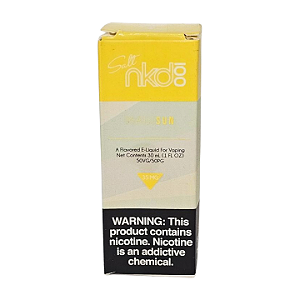 Salt
nkd
100
A Flavored E-Liquid For Vaping
Net Contents 30 mL (1 FL OZ)
50VG/50PG
WARNING: This
product contains
nicotine. Nicotine
is an addictive
chemical.